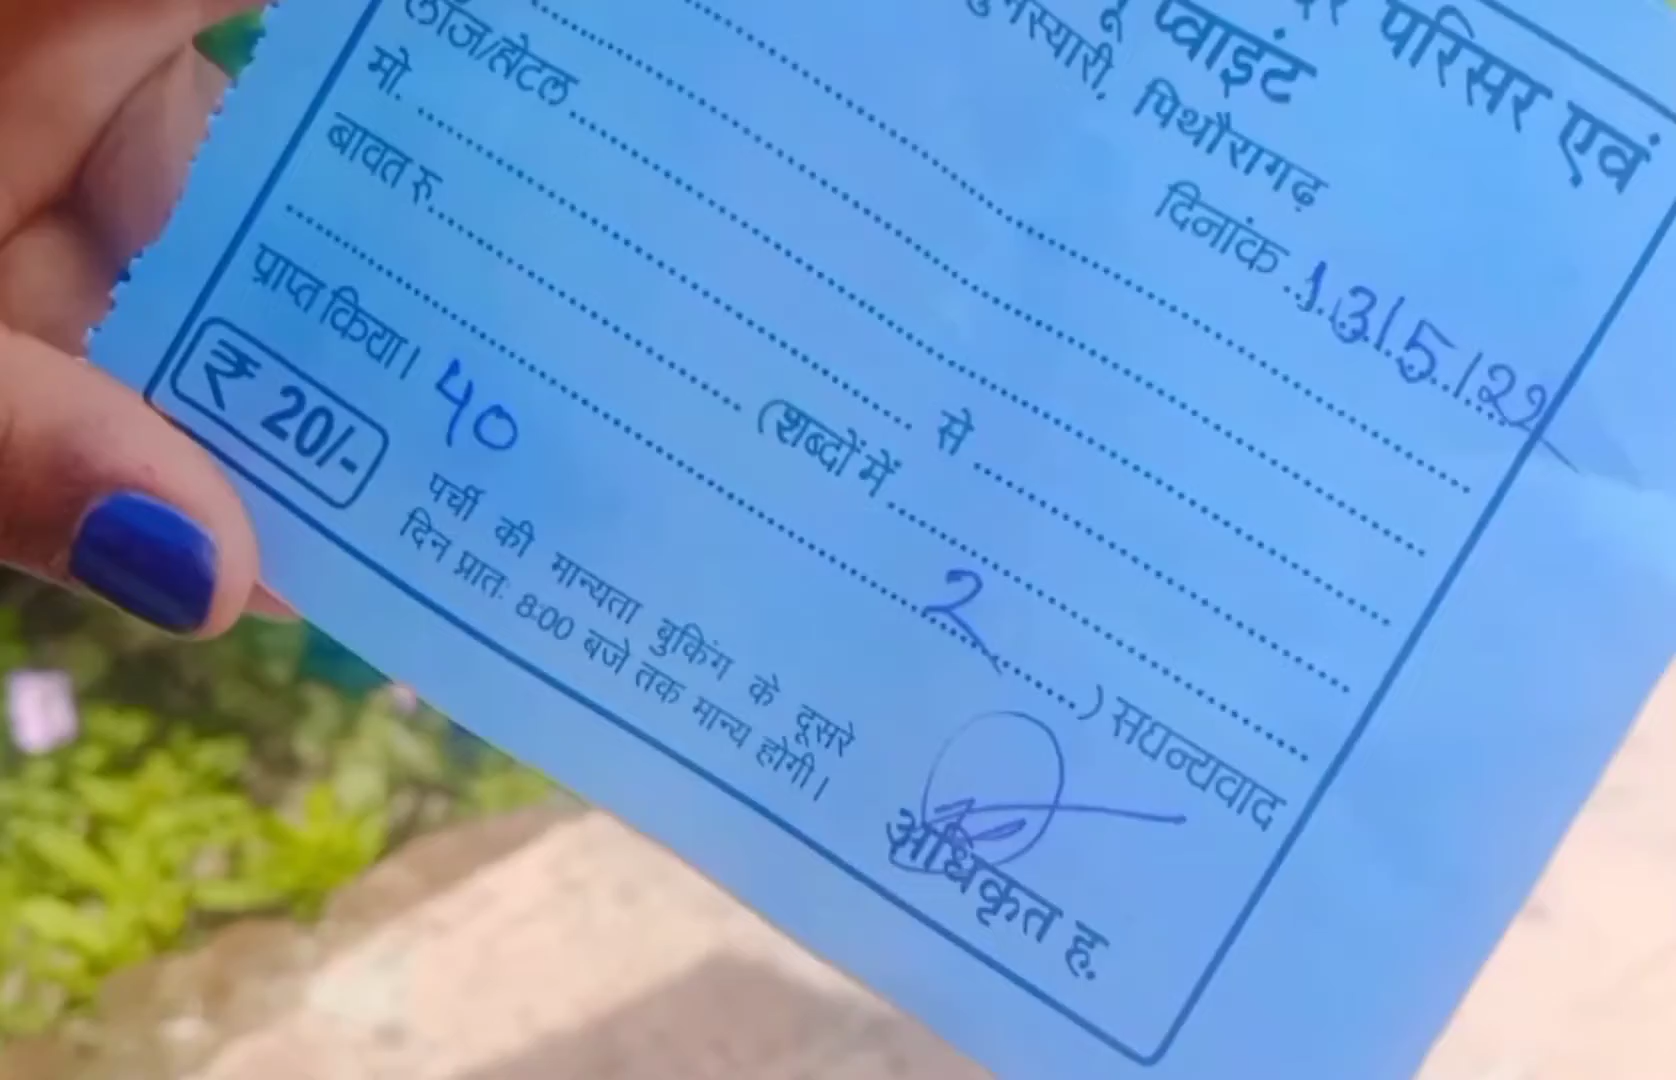 परिसर एवं
प्वाइंट
मुनस्यारी, पिथौरागढ़
दिनांक 13/5/22
लॉज/होटल
मो.
बावत रु. से
(शब्दों में 2 ) सधन्यवाद
प्राप्त किया।
₹ 20/- 40
पर्ची की मान्यता बुकिंग के दूसरे
दिन प्रातः 8:00 बजे तक मान्य होगी।
अधिकृत ह.